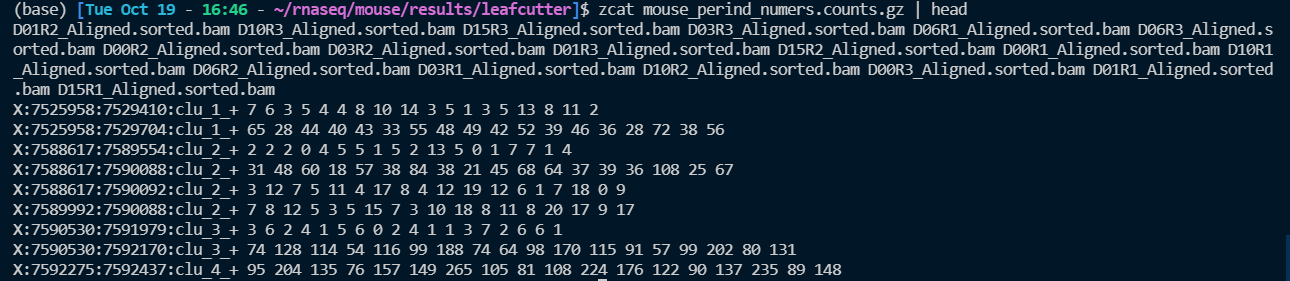 (base) [Tue Oct 19 - 16:46 - ~/rnaseq/mouse/results/leafcutter]$ zcat mouse_perind_numers.counts.gz | head
D01R2_Aligned.sorted.bam D10R3_Aligned.sorted.bam D15R3_Aligned.sorted.bam D03R3_Aligned.sorted.bam D06R1_Aligned.sorted.bam D06R3_Aligned.s
orted.bam D00R2_Aligned.sorted.bam D03R2_Aligned.sorted.bam D01R3_Aligned.sorted.bam D15R2_Aligned.sorted.bam D00R1_Aligned.sorted.bam D10R1
_Aligned.sorted.bam D06R2_Aligned.sorted.bam D03R1_Aligned.sorted.bam D10R2_Aligned.sorted.bam D00R3_Aligned.sorted.bam D01R1_Aligned.sorted
.bam D15R1_Aligned.sorted.bam
X:7525958:7529410:clu_1_+ 7 6 3 5 4 4 8 10 14 3 5 1 3 5 13 8 11 2
X:7525958:7529704:clu_1_+ 65 28 44 40 43 33 55 48 49 42 52 39 46 36 28 72 38 56
X:7588617:7589554:clu_2_+ 2 2 2 0 4 5 5 1 5 2 13 5 0 1 7 7 1 4
X:7588617:7590088:clu_2_+ 31 48 60 18 57 38 84 38 21 45 68 64 37 39 36 108 25 67
X:7588617:7590092:clu_2_+ 3 12 7 5 11 4 17 8 4 12 19 12 6 1 7 18 0 9
X:7589992:7590088:clu_2_+ 7 8 12 5 3 5 15 7 3 10 18 8 11 8 20 17 9 17
X:7590530:7591979:clu_3_+ 3 6 2 4 1 5 6 0 2 4 1 1 3 7 2 6 6 1
X:7590530:7592170:clu_3_+ 74 128 114 54 116 99 188 74 64 98 170 115 91 57 99 202 80 131
X:7592275:7592437:clu_4_+ 95 204 135 76 157 149 265 105 81 108 224 176 122 90 137 235 89 148